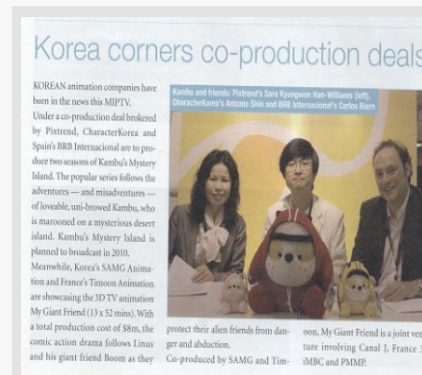 Korea corners co-production deals
KOREAN animation companies have
been in the news this MIPTV.
Under a co-production deal brokered
by Pixtrend, CharacterKorea and
Spain's BRB Internacional are to pro-
duce two seasons of Kambu's Mystery
Island. The popular series follows the
adventures — and misadventures —
of loveable, uni-browed Kambu, who
is marooned on a mysterious desert
island. Kambu's Mystery Island is
planned to broadcast in 2010.
Meanwhile, Korea's SAMG Anima-
tion and France's Timoon Animation
are showcasing the 3D TV animation
My Giant Friend (13 x 52 mins). With
a total production cost of $8m, the
comic action drama follows Linus
and his giant friend Boom as they
Kambu and friends: Pixtrend's Sara Kyungwon Han-Williams (left),
CharacterKorea's Antonio Shin and BRB Internacional's Carlos Biern
protect their alien friends from dan-
ger and abduction.
Co-produced by SAMG and Tim-
oon, My Giant Friend is a joint ven-
ture involving Canal J, France
iMBC and PMMP.